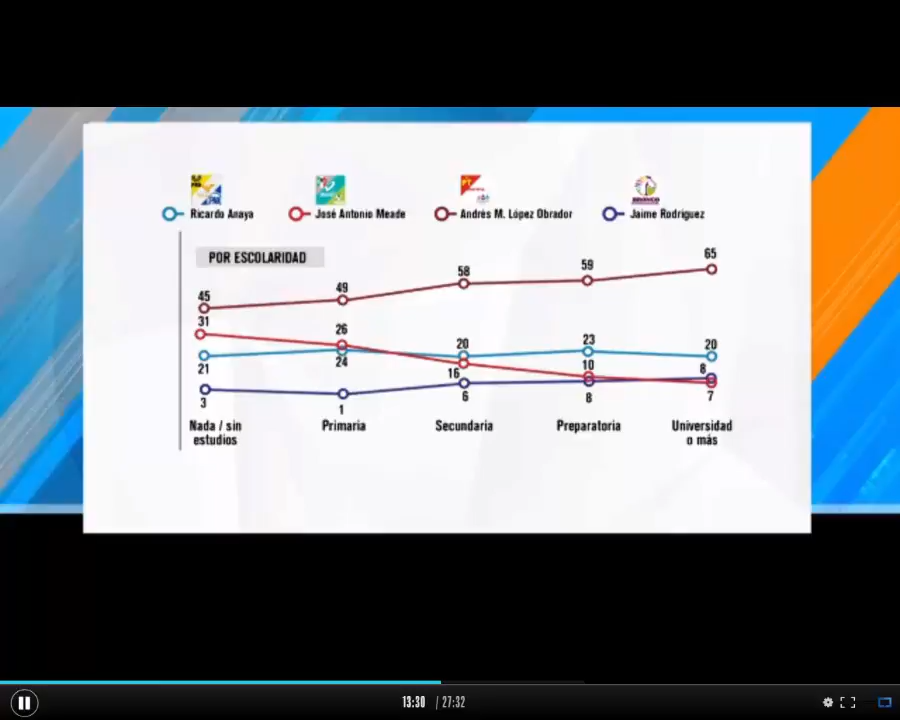 Ricardo Anaya
José Antonio Meade
Andrés M. López Obrador
Jaime Rodríguez
POR ESCOLARIDAD
45
49
58
59
65
31
26
16
10
7
21
24
20
23
20
3
1
6
8
8
Nada / sin
estudios
Primaria
Secundaria
Preparatoria
Universidad
o más
13:30 / 27:32